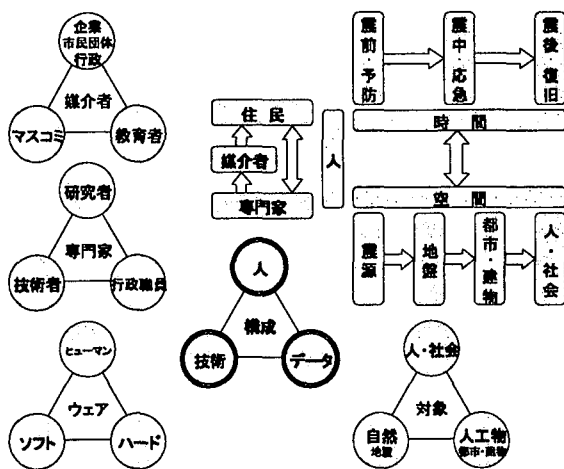 企業
市民団体
行政
媒介者
マスコミ
教育者
研究者
専門家
技術者
行政職員
ヒューマン
ウェア
ソフト
ハード
住民
媒介者
専門家
人
人
構成
技術
データ
震前・予防
震中・応急
震後・復旧
時間
空間
震源
地盤
都市・建物
人・社会
人・社会
対象
自然
地震
人工物
都市・建物